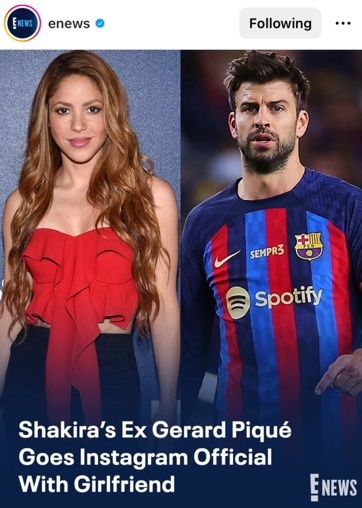 E NEWS
enews
Following
SEMPR3
Spotify
Shakira's Ex Gerard Piqué
Goes Instagram Official
With Girlfriend
E NEWS